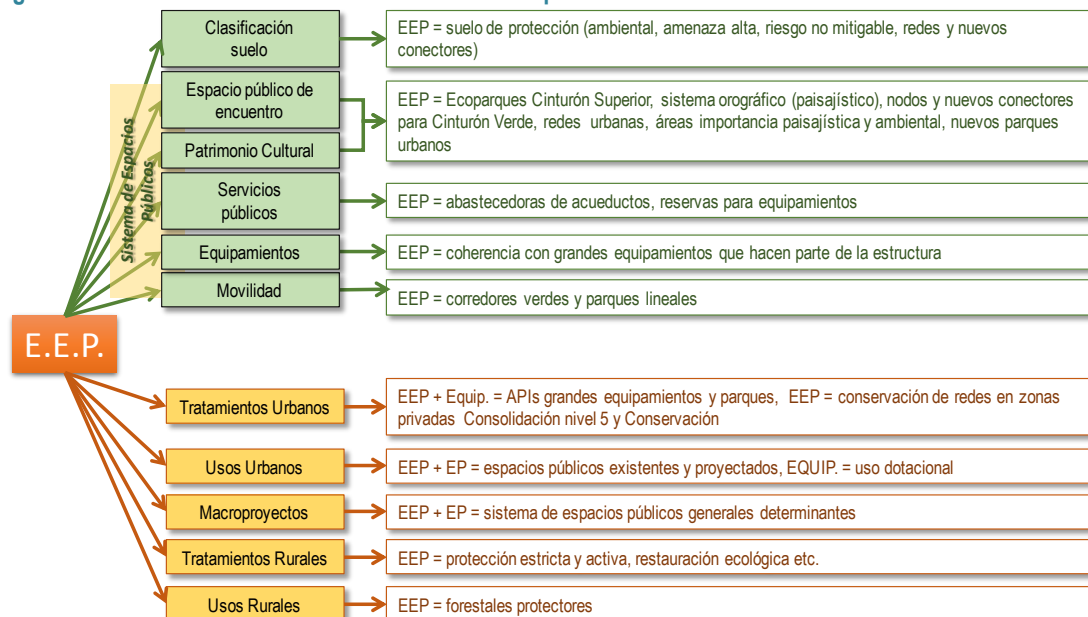 Clasificación
suelo
EEP = suelo de protección (ambiental, amenaza alta, riesgo no mitigable, redes y nuevos
conectores)
Espacio público de
encuentro
Patrimonio Cultural
EEP = Ecoparques Cinturón Superior, sistema orográfico (paisajístico), nodos y nuevos conectores
para Cinturón Verde, redes urbanas, áreas importancia paisajística y ambiental, nuevos parques
urbanos
Sistema de Espacios
Públicos
Servicios
públicos
EEP = abastecedoras de acueductos, reservas para equipamientos
Equipamientos
EEP = coherencia con grandes equipamientos que hacen parte de la estructura
Movilidad
EEP = corredores verdes y parques lineales
E.E.P.
Tratamientos Urbanos
EEP + Equip. = APIs grandes equipamientos y parques, EEP = conservación de redes en zonas
privadas Consolidación nivel 5 y Conservación
Usos Urbanos
EEP + EP = espacios públicos existentes y proyectados, EQUIP. = uso dotacional
Macroproyectos
EEP + EP = sistema de espacios públicos generales determinantes
Tratamientos Rurales
EEP = protección estricta y activa, restauración ecológica etc.
Usos Rurales
EEP = forestales protectores